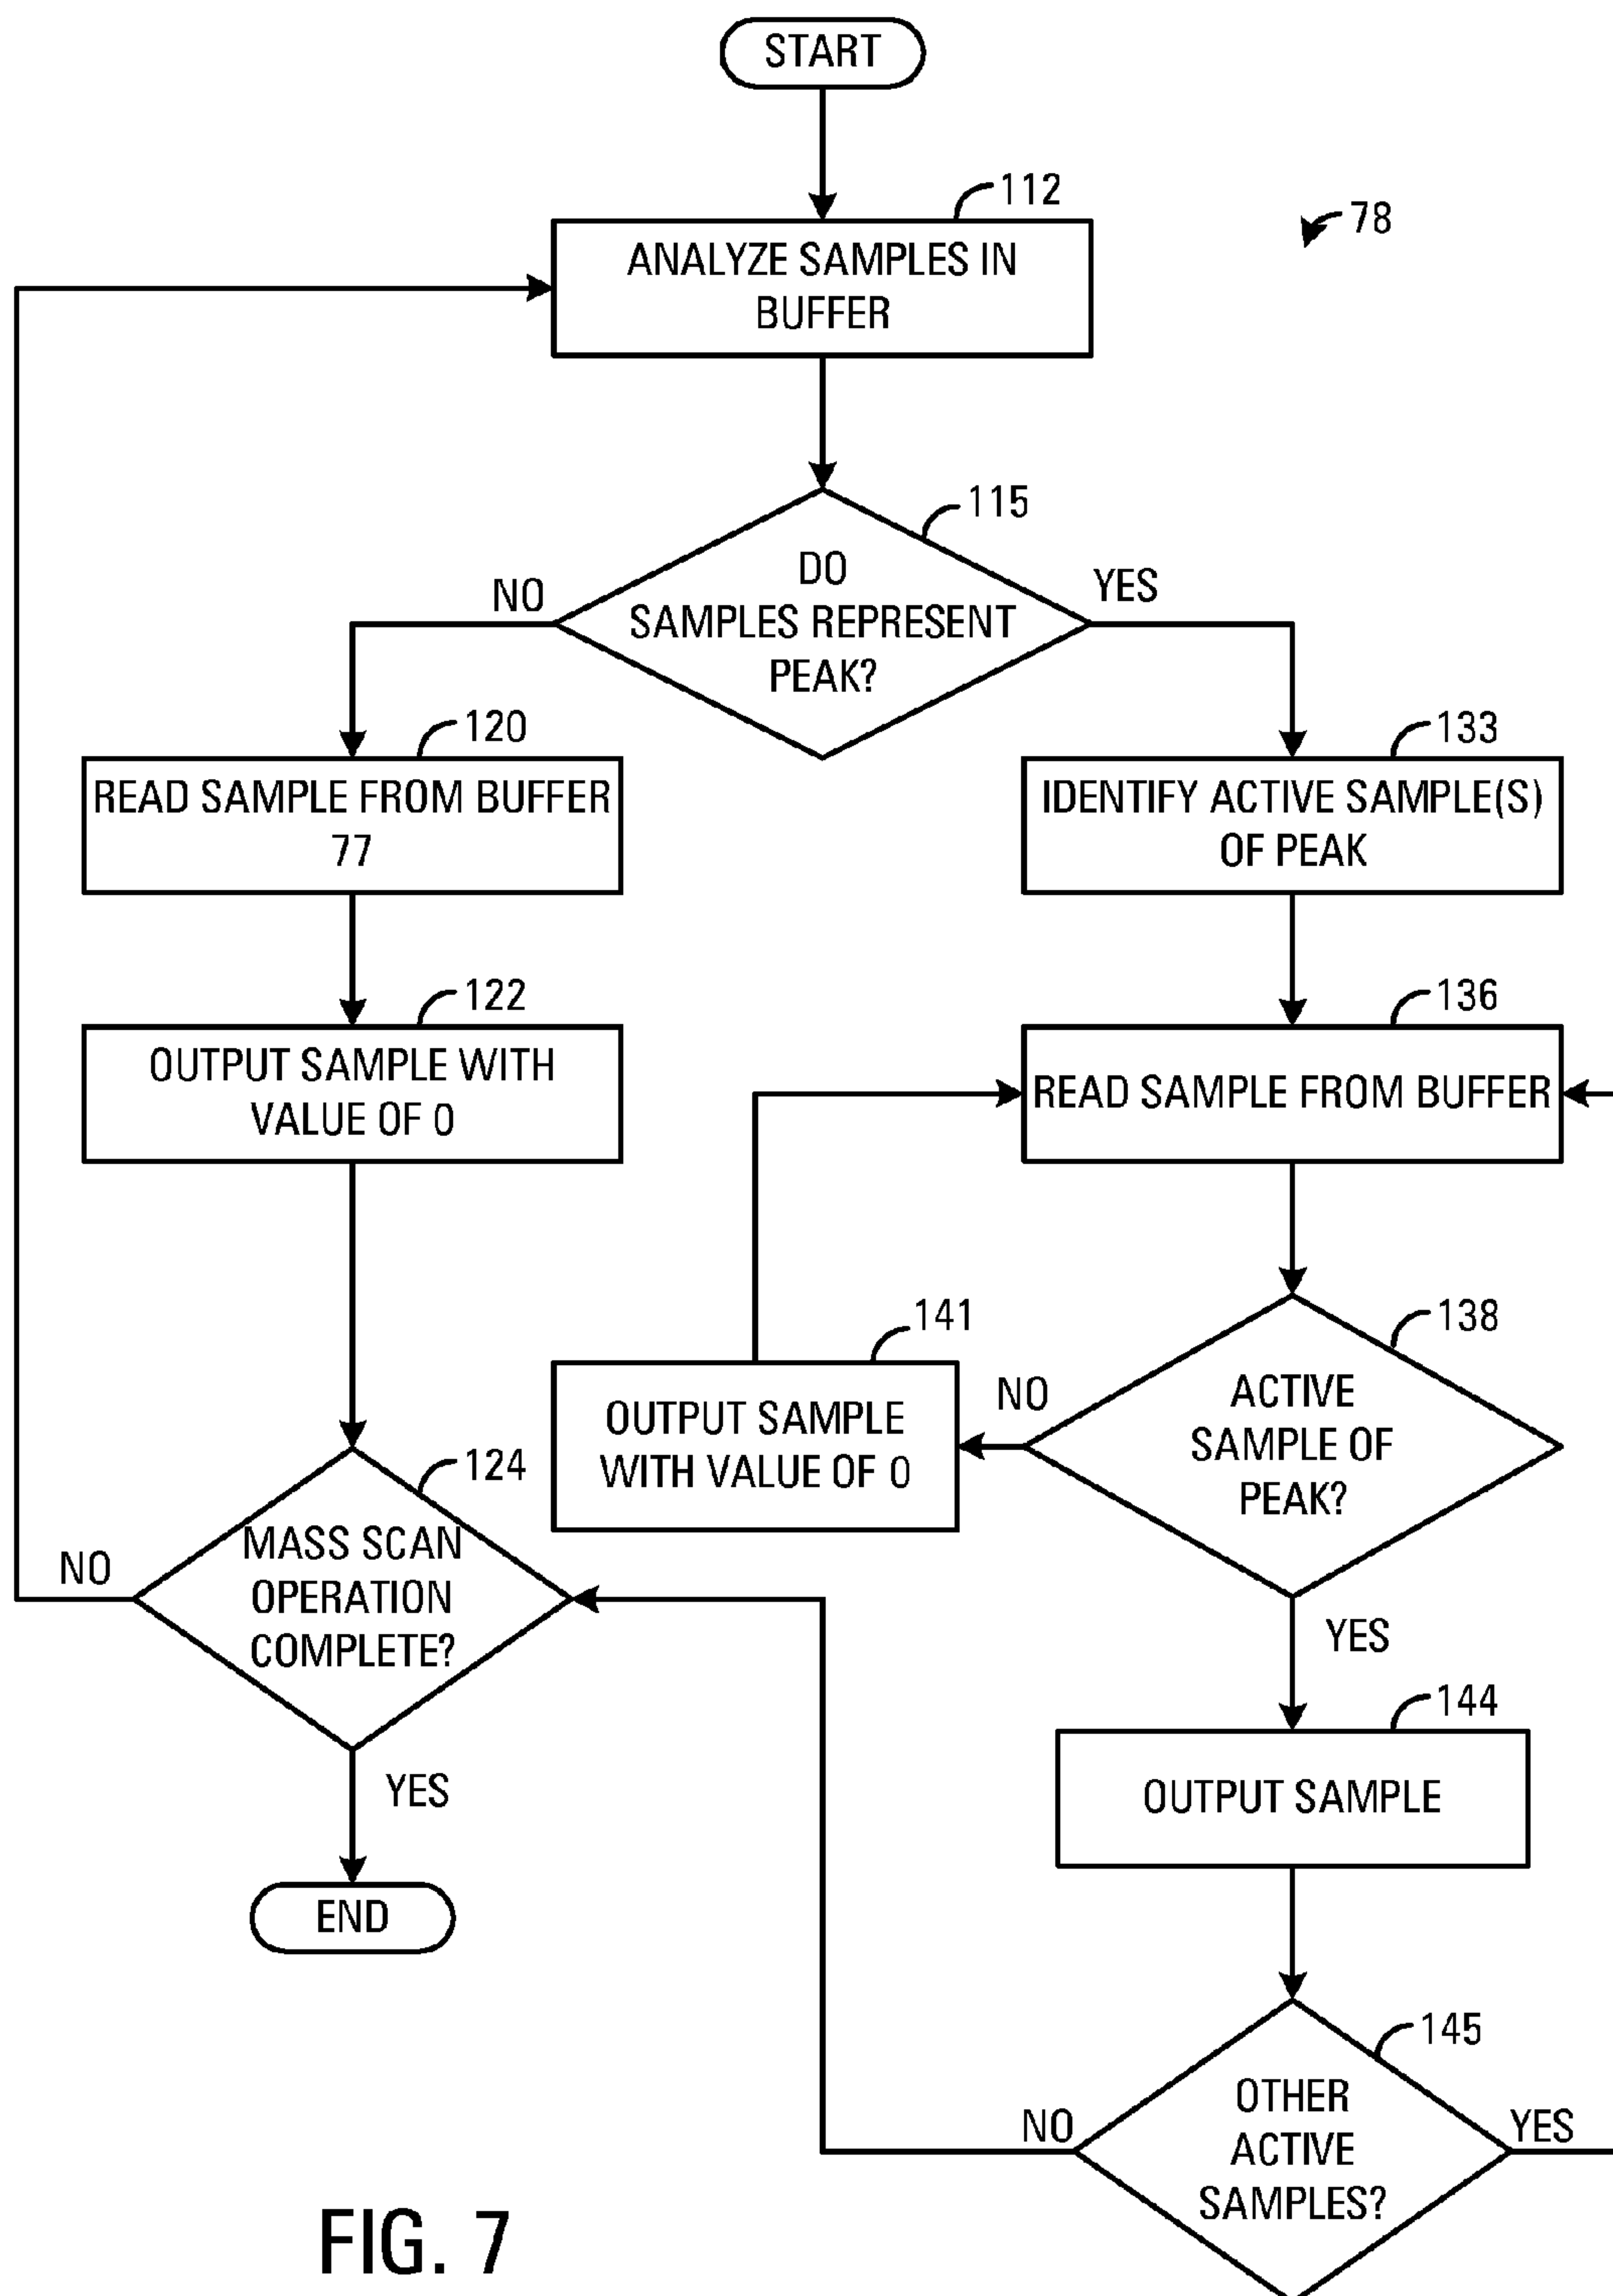 START
112
78
ANALYZE SAMPLES IN
BUFFER
115
DO
SAMPLES REPRESENT
PEAK?
NO
YES
120
READ SAMPLE FROM BUFFER
77
133
IDENTIFY ACTIVE SAMPLE(S)
OF PEAK
122
OUTPUT SAMPLE WITH
VALUE OF 0
136
READ SAMPLE FROM BUFFER
141
OUTPUT SAMPLE
WITH VALUE OF 0
NO
138
ACTIVE
SAMPLE OF
PEAK?
YES
124
MASS SCAN
OPERATION
COMPLETE?
NO
YES
END
144
OUTPUT SAMPLE
145
OTHER
ACTIVE
SAMPLES?
NO
YES
FIG. 7